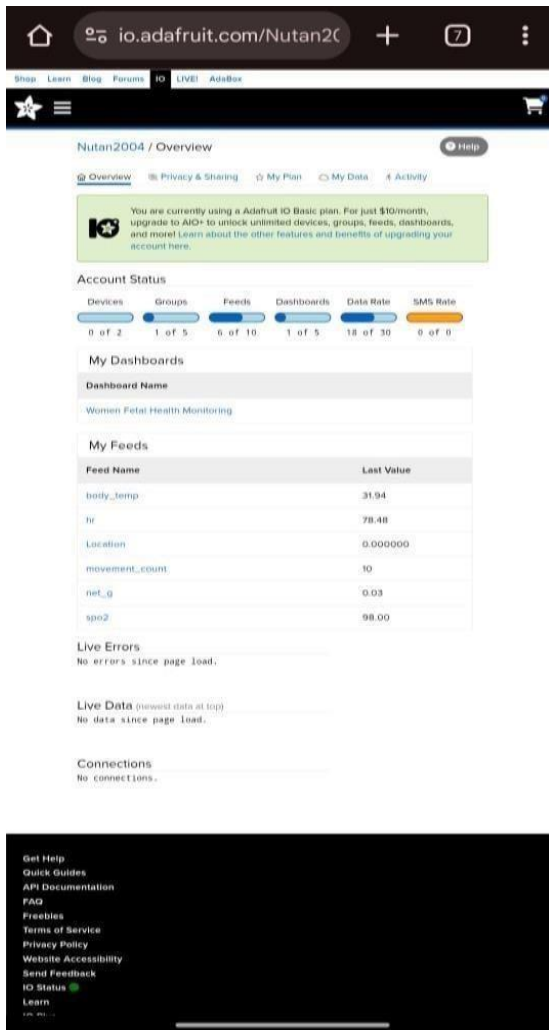 io.adafruit.com/Nutan20
7
Shop Learn Blog Forums IO LIVE! AdaBox
Nutan2004 / Overview
? Help
Overview Privacy & Sharing My Plan My Data Activity
IO
You are currently using a Adafruit IO Basic plan. For just $10/month,
upgrade to AIO+ to unlock unlimited devices, groups, feeds, dashboards,
and more! Learn about the other features and benefits of upgrading your
account here.
Account Status
Devices Groups Feeds Dashboards Data Rate SMS Rate
0 of 2 1 of 5 6 of 10 1 of 5 18 of 30 0 of 0
My Dashboards
Dashboard Name
Women Fetal Health Monitoring
My Feeds
Feed Name Last Value
body_temp 31.94
hr 78.48
Location 0.000000
movement_count 10
net_g 0.03
spo2 98.00
Live Errors
No errors since page load.
Live Data (newest data at top)
No data since page load.
Connections
No connections.
Get Help
Quick Guides
API Documentation
FAQ
Freebies
Terms of Service
Privacy Policy
Website Accessibility
Send Feedback
IO Status
Learn